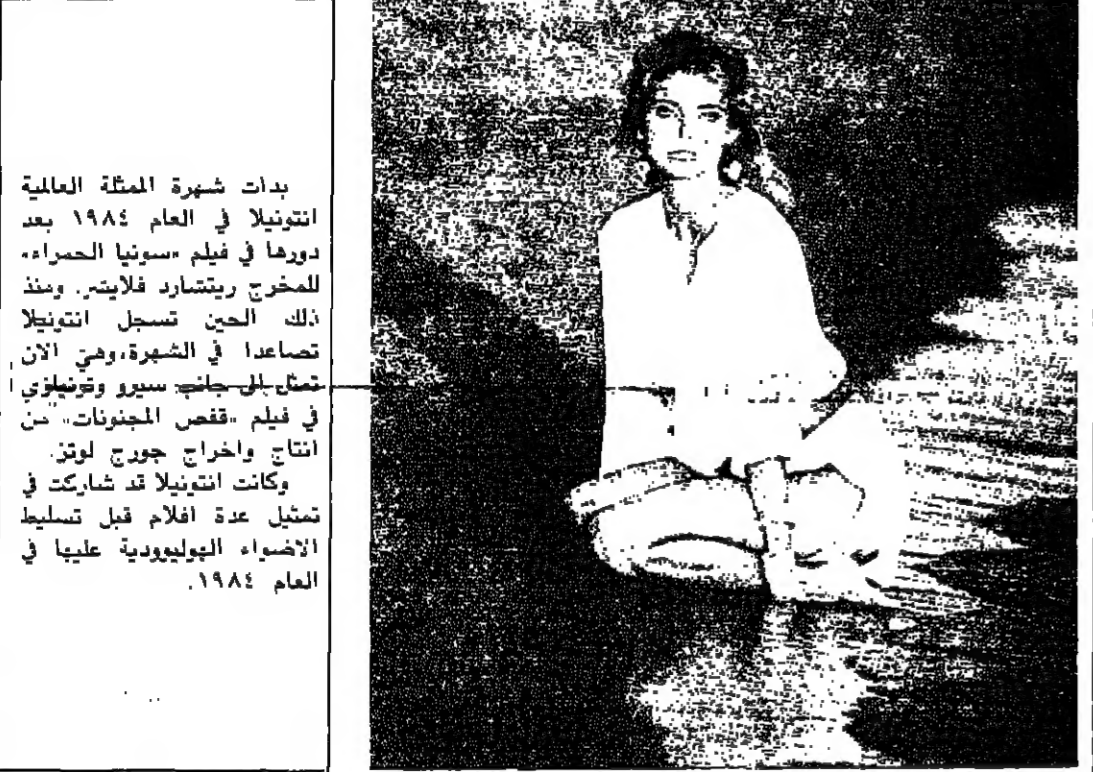 بدات شهرة الممثلة العالمية
انتونيلا في العام ١٩٨٤ بعد
دورها في فيلم «سونيا الحمراء»
للمخرج ريتشارد فلايشر. ومنذ
ذلك الحين تسجل انتونيلا
تصاعدا في الشهرة، وهي الان
تمثل الى جانب سيرو
في فيلم «قفص المجنونات» من
انتاج واخراج جورج لوتز.
وكانت انتونيلا قد شاركت في
تمثيل عدة افلام قبل تسليط
الاضواء الهوليوودية عليها في
العام ١٩٨٤.